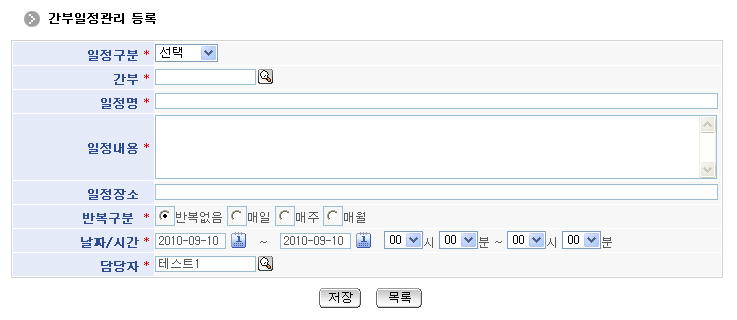 간부일정관리 등록
일정구분 * 선택
간부 *
일정명 *
일정내용 *
일정장소
반복구분 * 반복없음 매일 매주 매월
날짜/시간 * 2010-09-10 ~ 2010-09-10 00 시 00 분 ~ 00 시 00 분
담당자 * 테스트1
저장 목록